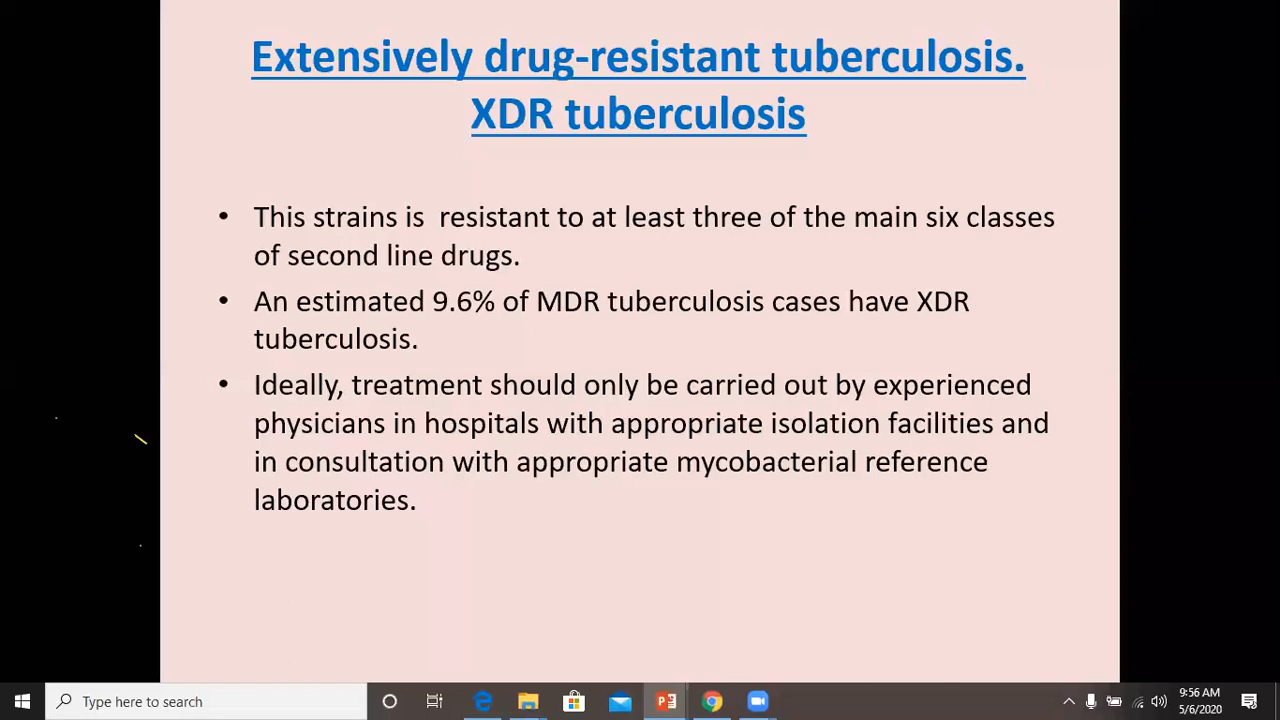 Extensively drug-resistant tuberculosis.
XDR tuberculosis
• This strains is  resistant to at least three of the main six classes
of second line drugs.
• An estimated 9.6% of MDR tuberculosis cases have XDR
tuberculosis.
• Ideally, treatment should only be carried out by experienced
physicians in hospitals with appropriate isolation facilities and
in consultation with appropriate mycobacterial reference
laboratories.
Type here to search
9:56 AM
5/6/2020